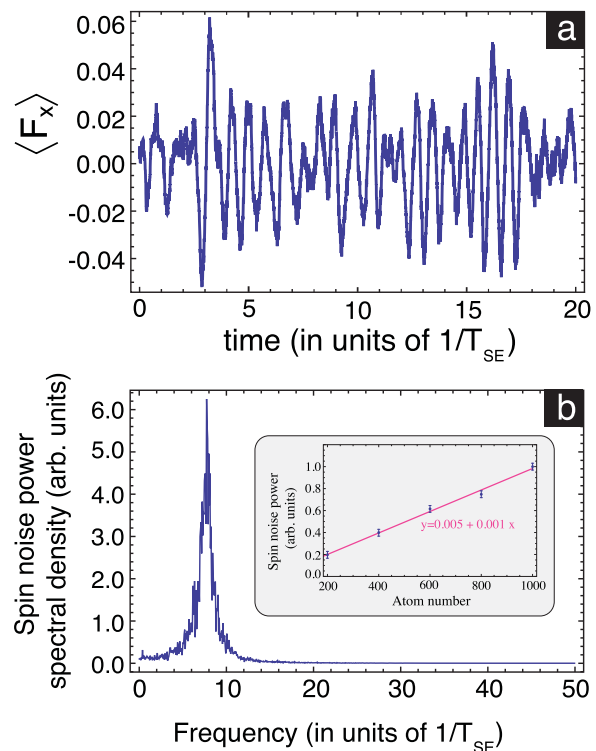 a
⟨Fx⟩
0.06
0.04
0.02
0.00
-0.02
-0.04
0 5 10 15 20
time (in units of 1/TSE)
b
Spin noise power
spectral density (arb. units)
6.0
5.0
4.0
3.0
2.0
1.0
0.0
Spin noise power
(arb. units)
1.0
0.8
0.6
0.4
0.2
0.0
y=0.005 + 0.001 x
200 400 600 800 1000
Atom number
0 10 20 30 40 50
Frequency (in units of 1/TSE)